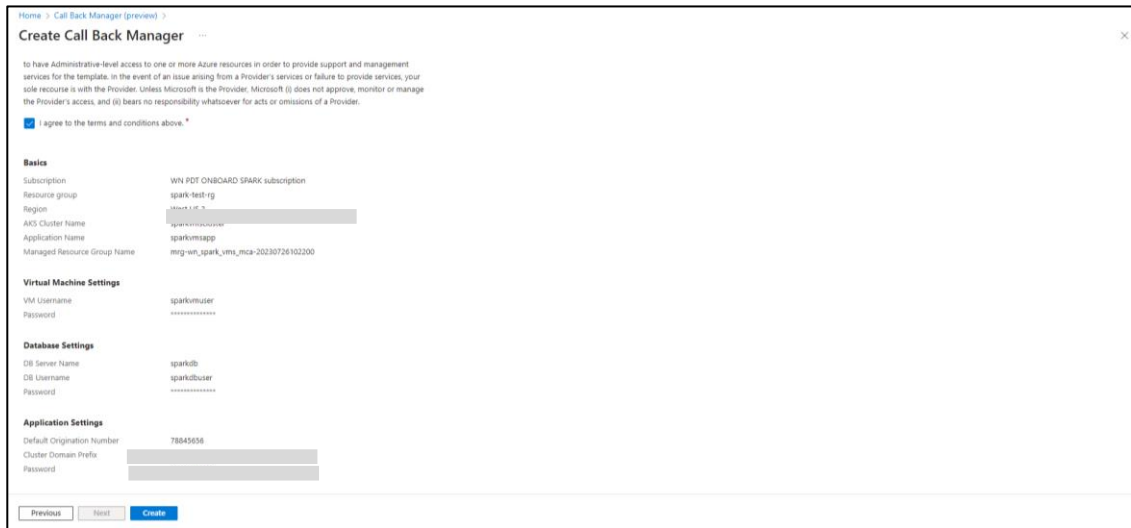 Home > Call Back Manager (preview) >
Create Call Back Manager ...
to have Administrative-level access to one or more Azure resources in order to provide support and management
services for the template. In the event of an issue arising from a Provider's services or failure to provide services, your
sole recourse is with the Provider. Unless Microsoft is the Provider, Microsoft (i) does not approve, monitor or manage
the Provider's access, and (ii) bears no responsibility whatsoever for acts or omissions of a Provider.
I agree to the terms and conditions above. *
Basics
Subscription WN PDT ONBOARD SPARK subscription
Resource group spark-test-rg
Region
AKS Cluster Name
Application Name sparkvmsapp
Managed Resource Group Name mrg-wn_spark_vms_mca-20230726102200
Virtual Machine Settings
VM Username sparkvmuser
Password **************
Database Settings
DB Server Name sparkdb
DB Username sparkdbuser
Password **************
Application Settings
Default Origination Number 78845656
Cluster Domain Prefix
Password
Previous Next Create